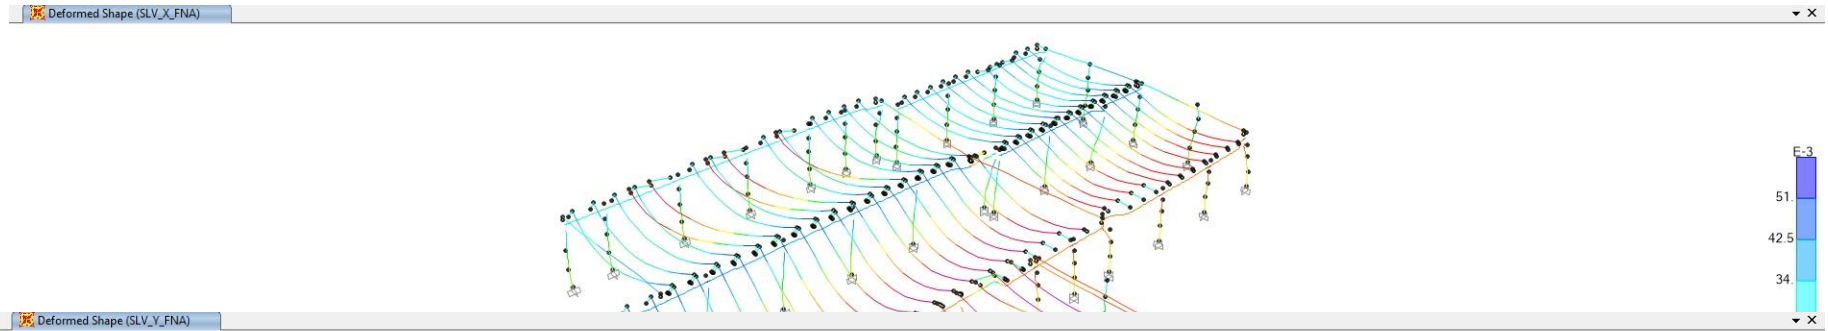 Deformed Shape (SLV_X_FNA)
E-3
51.
42.5
34.
Deformed Shape (SLV_Y_FNA)